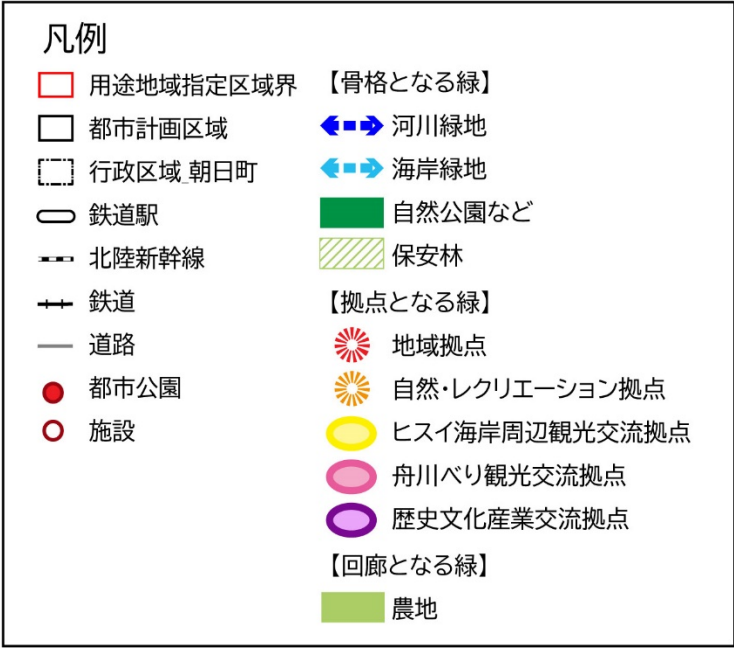 凡例
用途地域指定区域界
都市計画区域
行政区域_朝日町
鉄道駅
北陸新幹線
鉄道
道路
都市公園
施設
【骨格となる緑】
河川緑地
海岸緑地
自然公園など
保安林
【拠点となる緑】
地域拠点
自然・レクリエーション拠点
ヒスイ海岸周辺観光交流拠点
舟川べり観光交流拠点
歴史文化産業交流拠点
【回廊となる緑】
農地